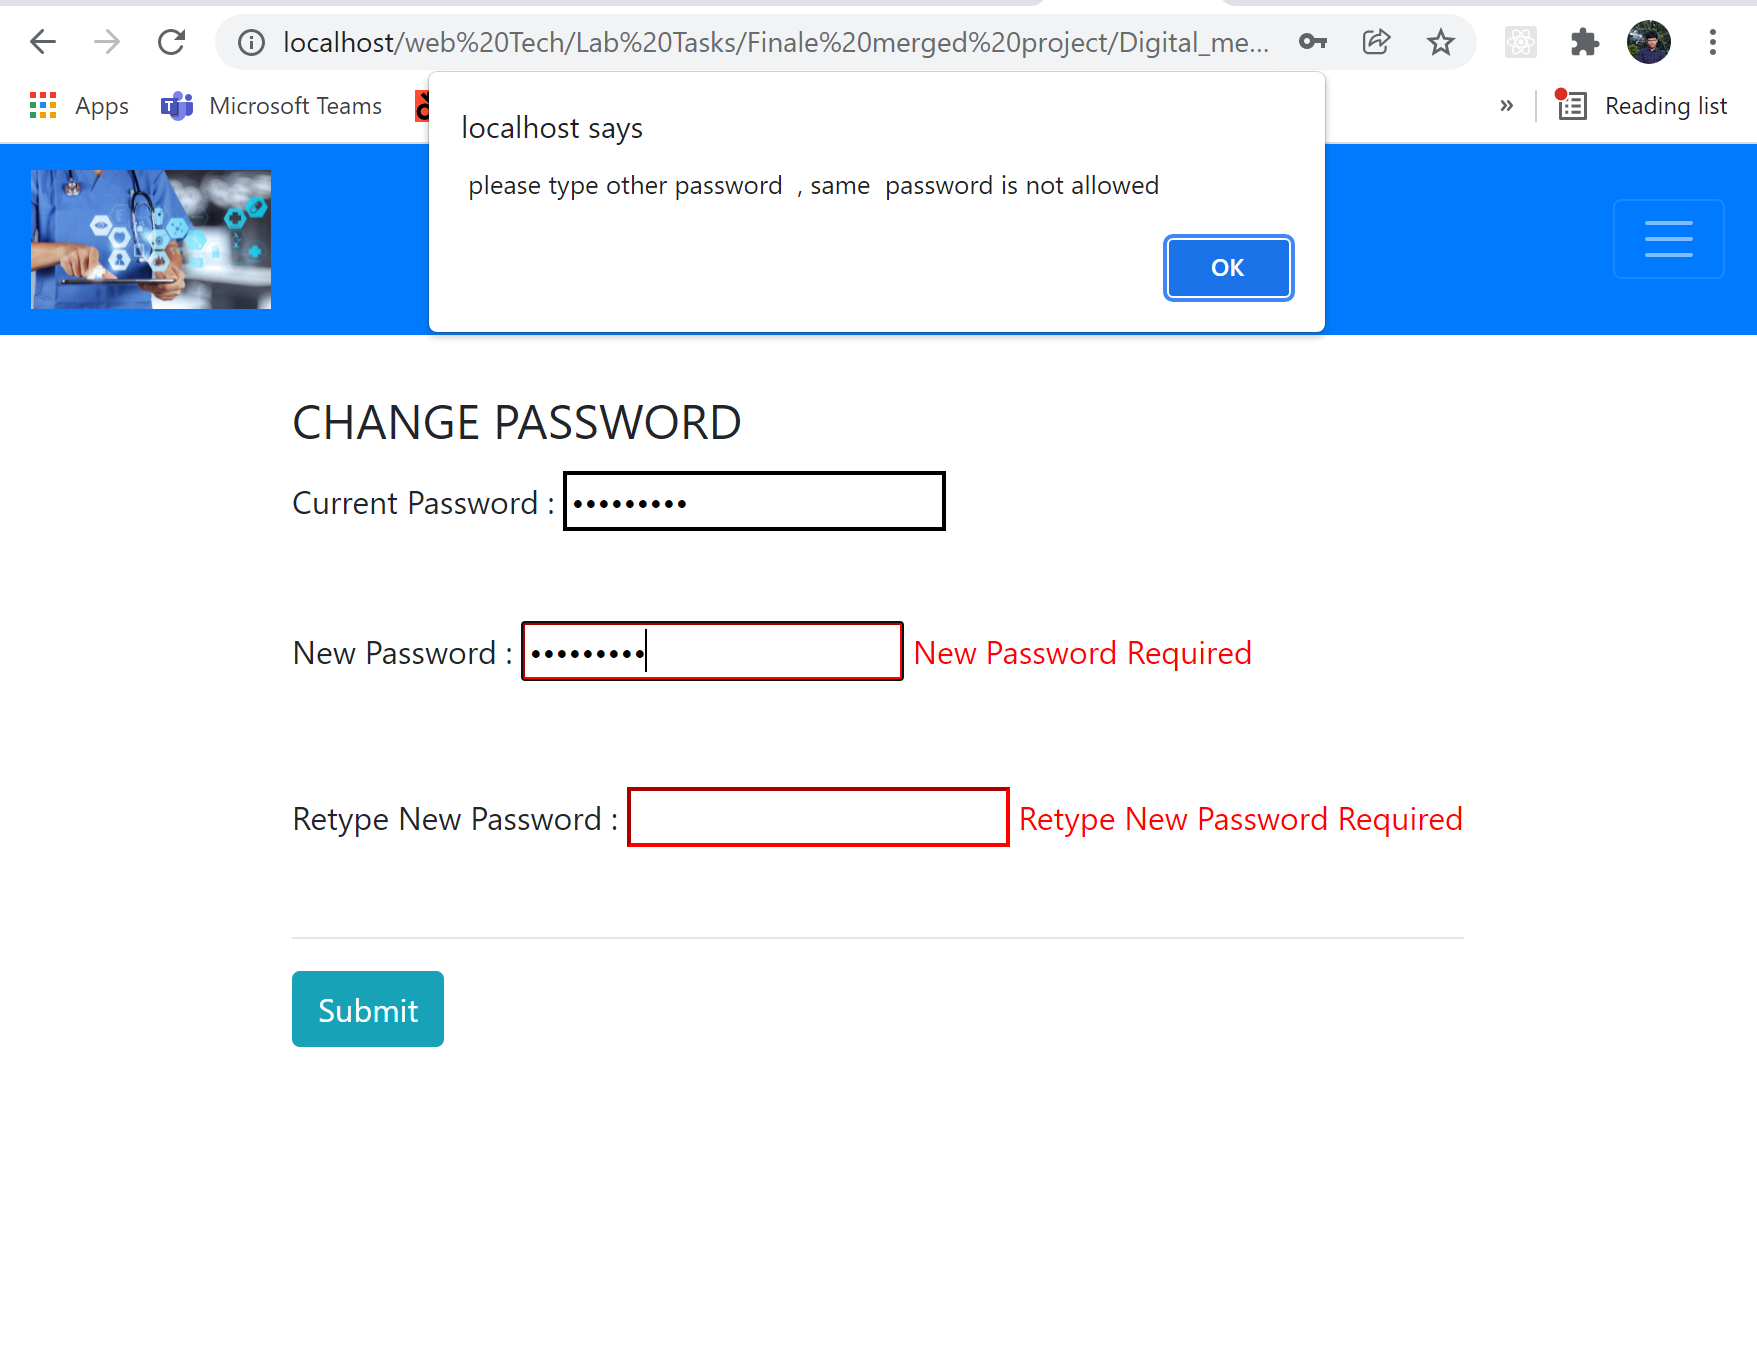 localhost/web%20Tech/Lab%20Tasks/Finale%20merged%20project/Digital_me...
Apps
Microsoft Teams
»
Reading list
localhost says
please type other password , same password is not allowed
OK
CHANGE PASSWORD
Current Password : •••••••••
New Password : ••••••••• New Password Required
Retype New Password : Retype New Password Required
Submit